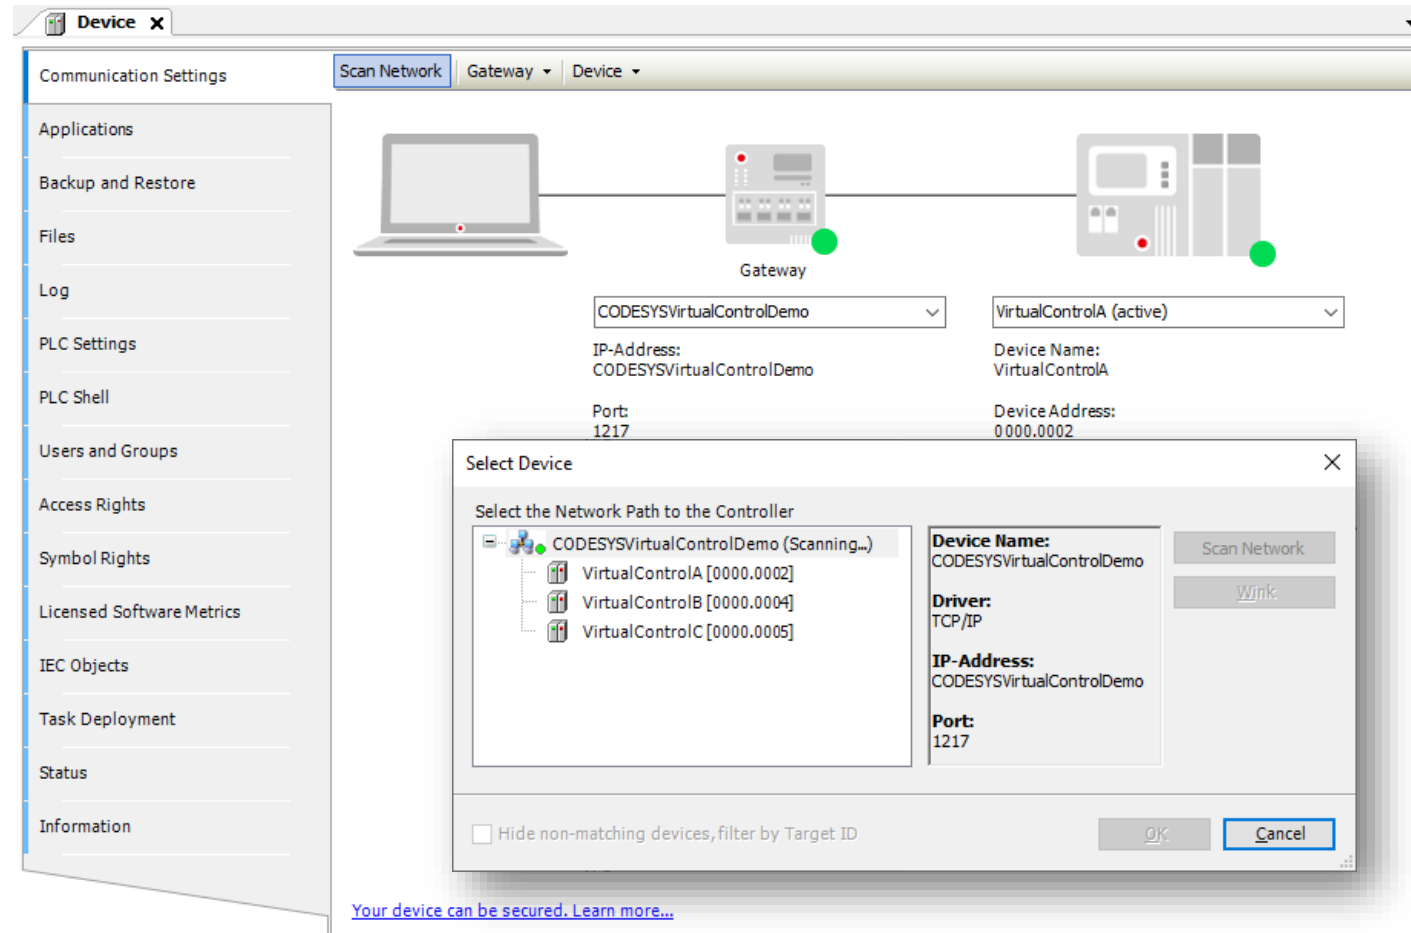 Device
Communication Settings
Applications
Backup and Restore
Files
Log
PLC Settings
PLC Shell
Users and Groups
Access Rights
Symbol Rights
Licensed Software Metrics
IEC Objects
Task Deployment
Status
Information
Scan Network Gateway Device
Gateway
CODESYSVirtualControlDemo
IP-Address:
CODESYSVirtualControlDemo
Port:
1217
VirtualControlA (active)
Device Name:
VirtualControlA
Device Address:
0000.0002
Select Device
Select the Network Path to the Controller
CODESYSVirtualControlDemo (Scanning...)
VirtualControlA [0000.0002]
VirtualControlB [0000.0004]
VirtualControlC [0000.0005]
Device Name:
CODESYSVirtualControlDemo
Driver:
TCP/IP
IP-Address:
CODESYSVirtualControlDemo
Port:
1217
Scan Network
Wink
Hide non-matching devices, filter by Target ID
OK
Cancel
Your device can be secured. Learn more...